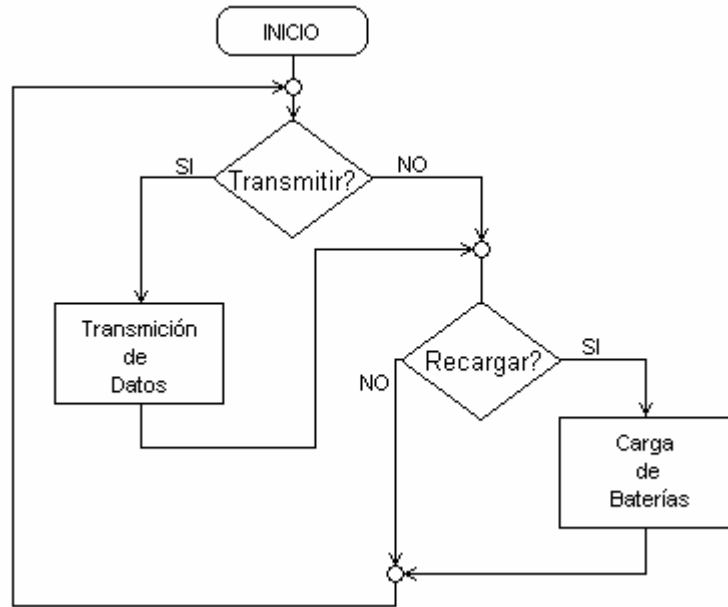 INICIO
Transmitir?
SI
NO
Transmición
de
Datos
Recargar?
NO
SI
Carga
de
Baterías